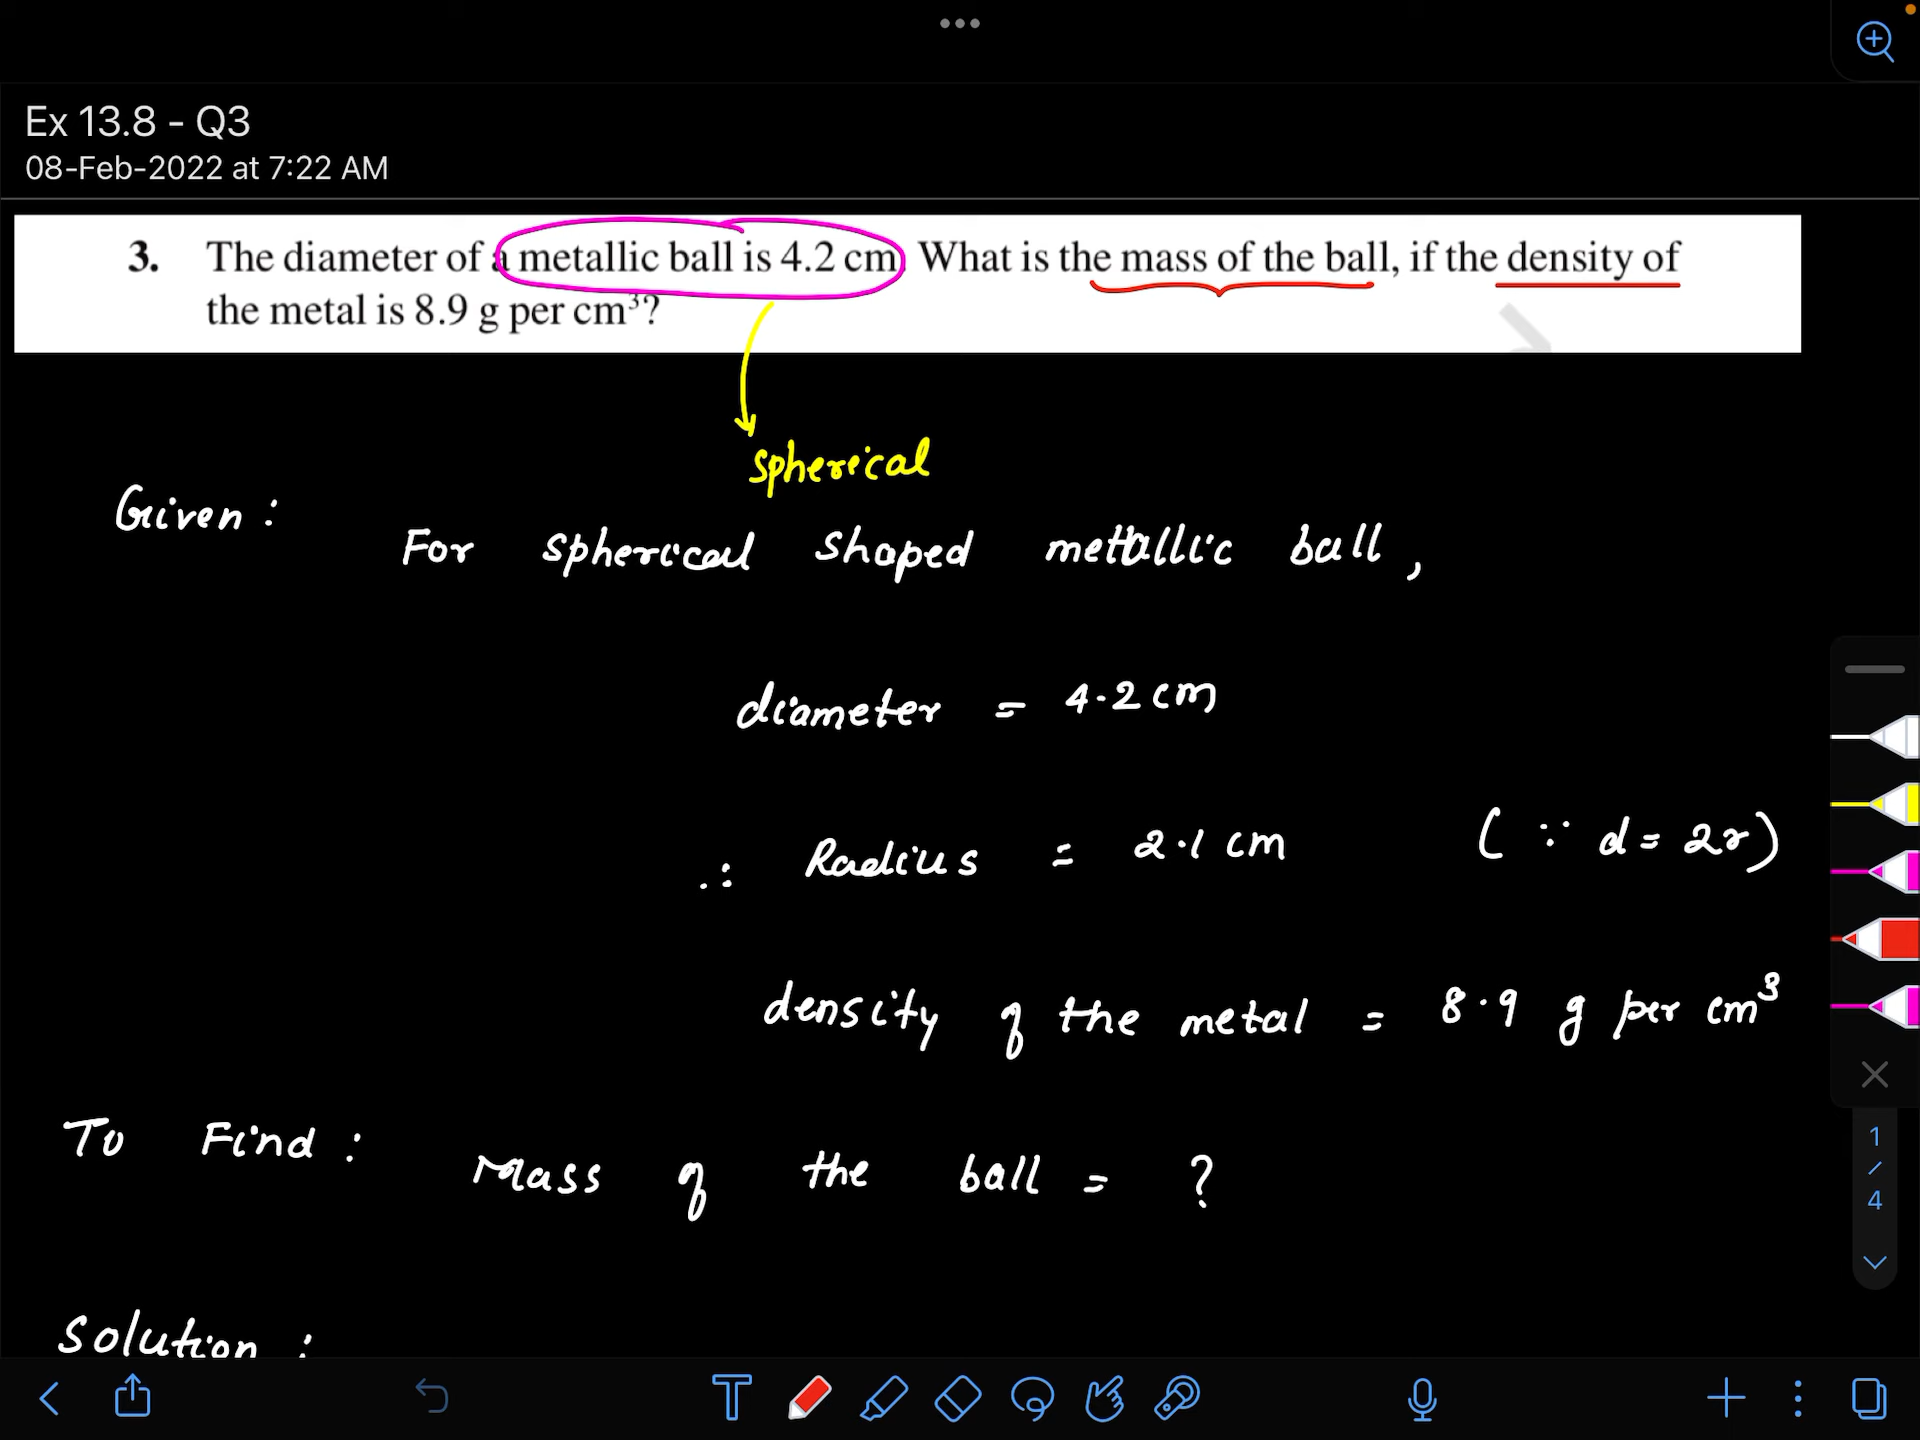 Ex 13.8 - Q3
08-Feb-2022 at 7:22 AM
3. The diameter of a metallic ball is 4.2 cm. What is the mass of the ball, if the density of
the metal is 8.9 g per cm³?
spherical
Given :
For spherical shaped metallic ball ,
diameter = 4.2 cm
∴ Radius = 2.1 cm ( ∵ d = 2r )
density of the metal = 8.9 g per cm³
To Find :
Mass of the ball = ?
Solution :
1
/
4
T